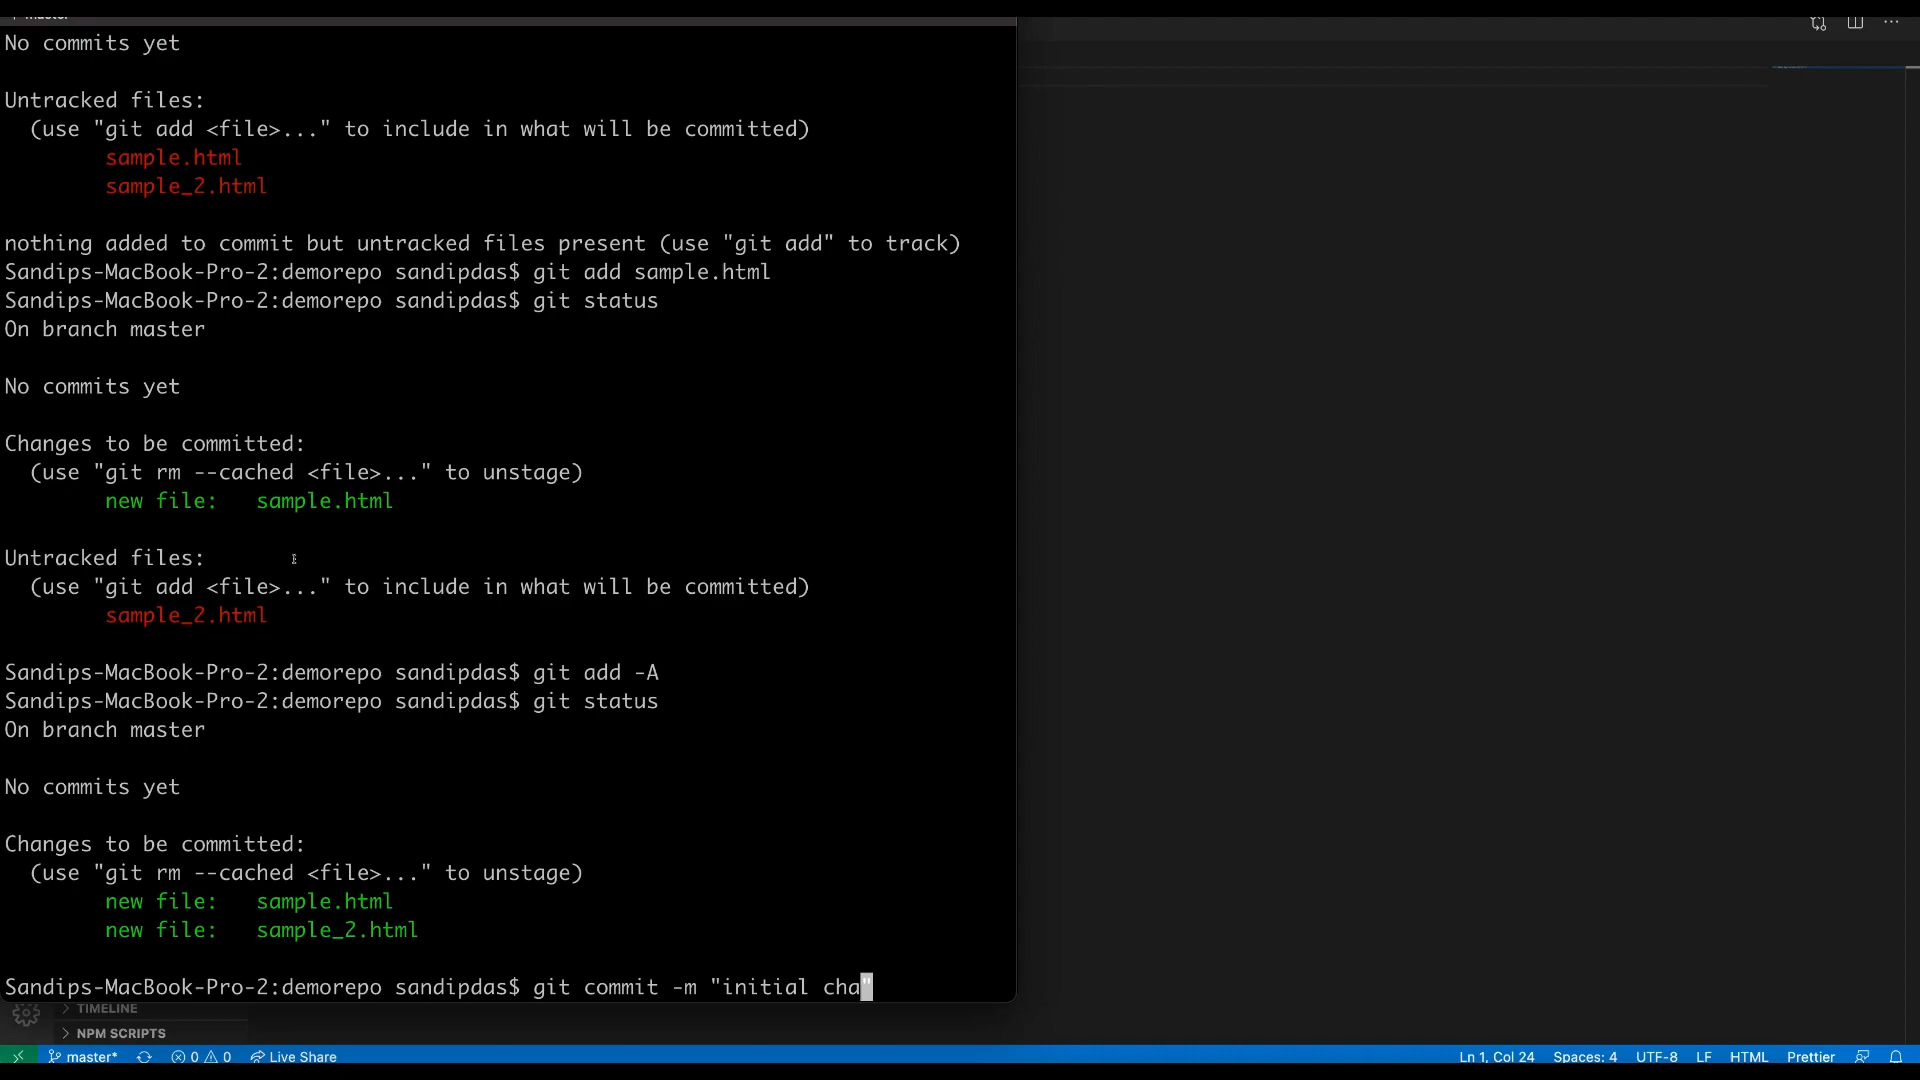 No commits yet
Untracked files:
(use "git add <file>..." to include in what will be committed)
sample.html
sample_2.html
nothing added to commit but untracked files present (use "git add" to track)
Sandips-MacBook-Pro-2:demorepo sandipdas$ git add sample.html
Sandips-MacBook-Pro-2:demorepo sandipdas$ git status
On branch master
No commits yet
Changes to be committed:
(use "git rm --cached <file>..." to unstage)
new file:   sample.html
Untracked files:
(use "git add <file>..." to include in what will be committed)
sample_2.html
Sandips-MacBook-Pro-2:demorepo sandipdas$ git add -A
Sandips-MacBook-Pro-2:demorepo sandipdas$ git status
On branch master
No commits yet
Changes to be committed:
(use "git rm --cached <file>..." to unstage)
new file:   sample.html
new file:   sample_2.html
Sandips-MacBook-Pro-2:demorepo sandipdas$ git commit -m "initial cha"
TIMELINE
NPM SCRIPTS
master* 0 0 Live Share Ln 1, Col 24 Spaces: 4 UTF-8 LF HTML Prettier